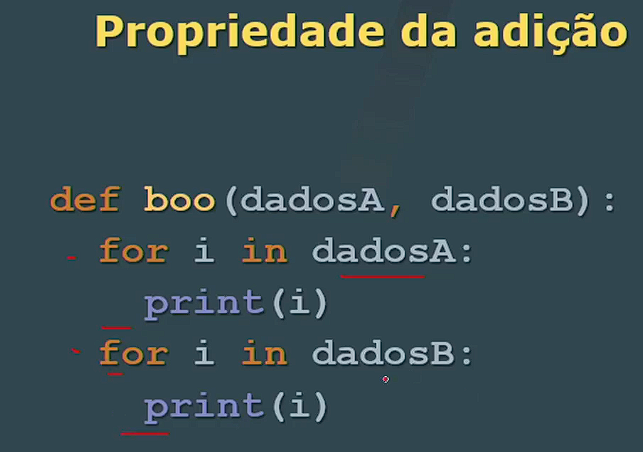 Propriedade da adição
def boo(dadosA, dadosB):
for i in dadosA:
print(i)
for i in dadosB:
print(i)